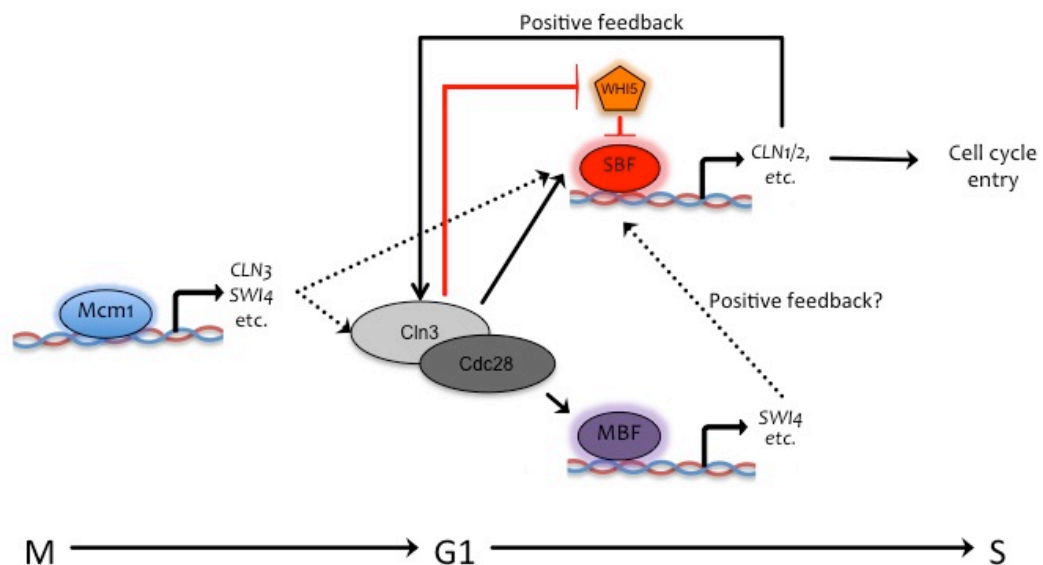 Positive feedback
WHI5
SBF
CLN1/2,
etc.
Cell cycle
entry
CLN3
SWI4
etc.
Mcm1
Positive feedback?
Cln3
Cdc28
SWI4
etc.
MBF
M
G1
S